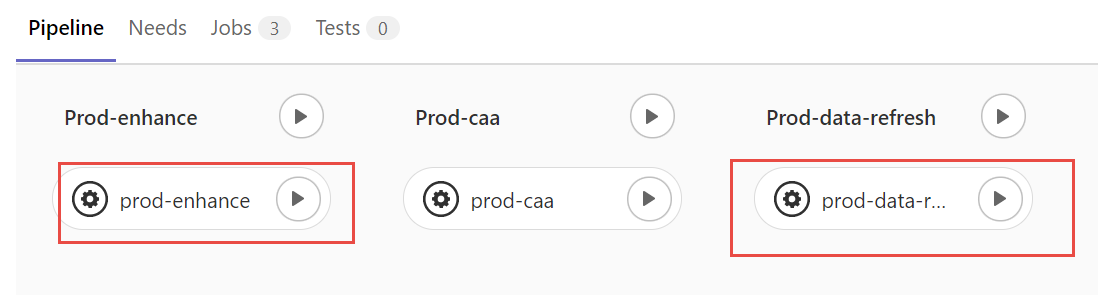 Pipeline Needs Jobs 3 Tests 0
Prod-enhance Prod-caa Prod-data-refresh
prod-enhance prod-caa prod-data-r...